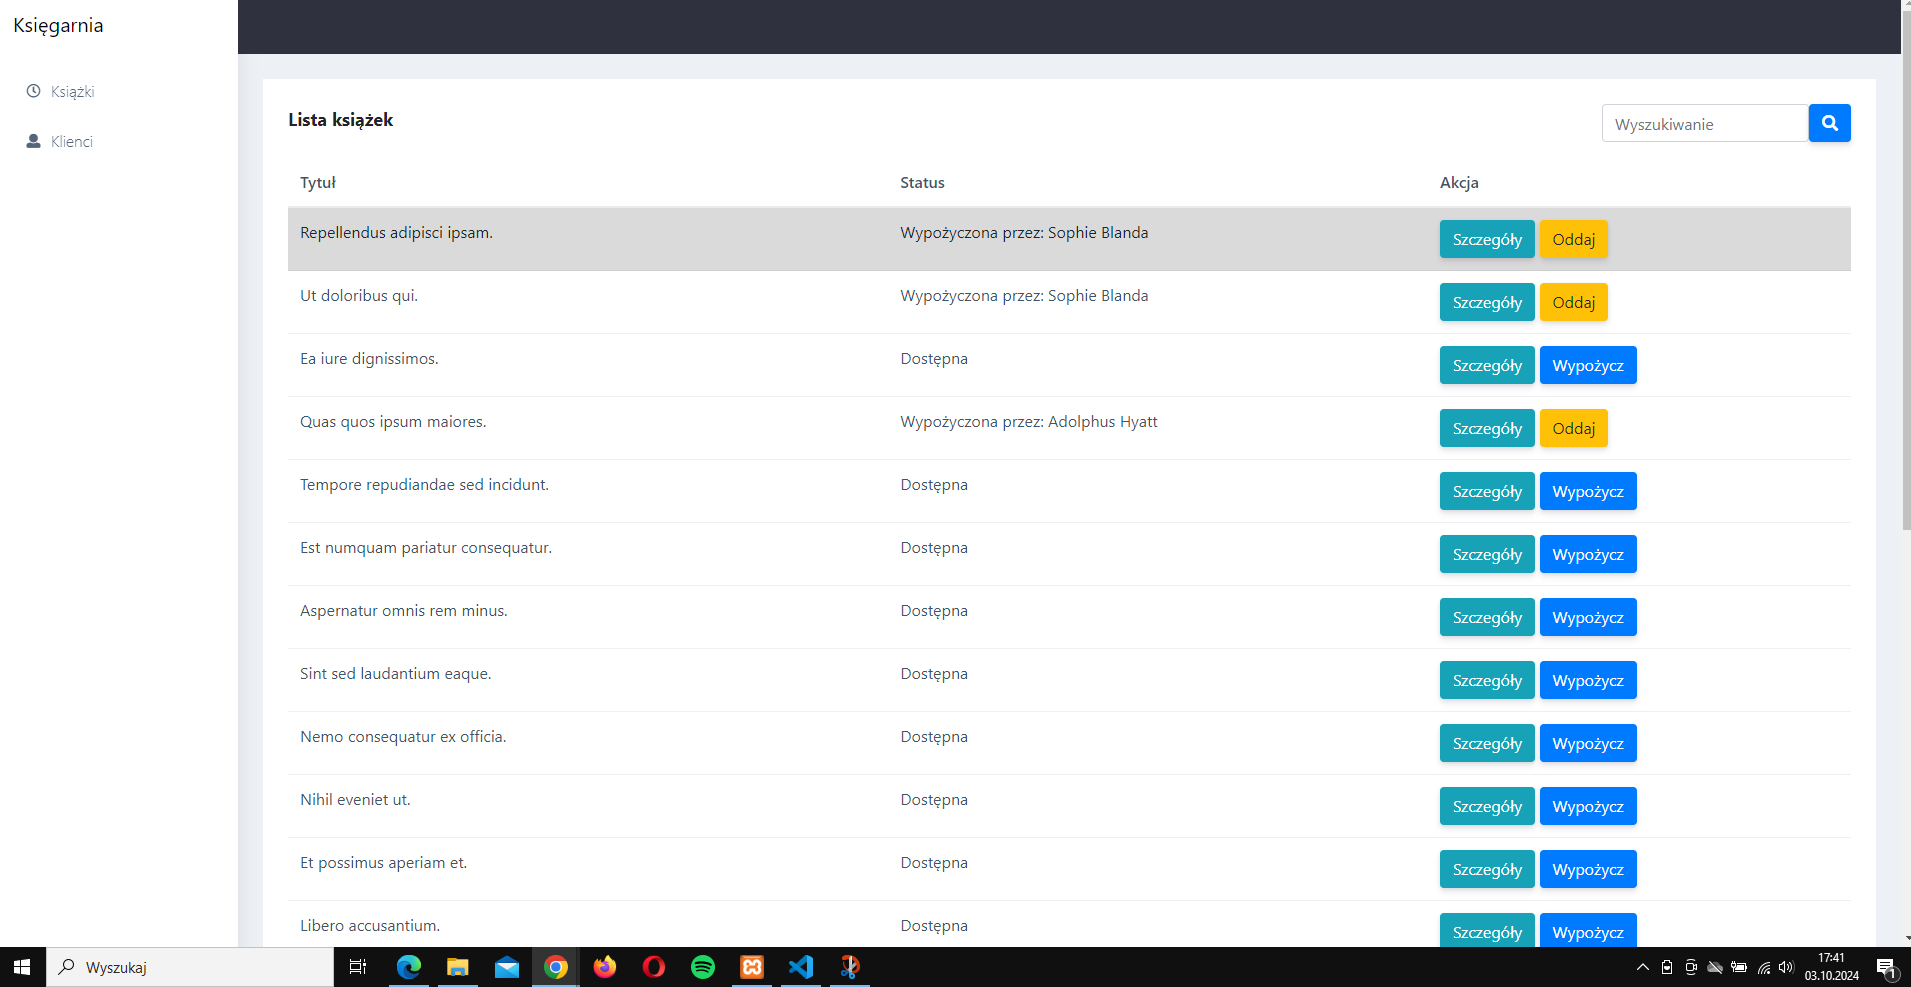 Księgarnia
Książki
Klienci
Lista książek
Wyszukiwanie
Tytuł Status Akcja
Repellendus adipisci ipsam. Wypożyczona przez: Sophie Blanda Szczegóły Oddaj
Ut doloribus qui. Wypożyczona przez: Sophie Blanda Szczegóły Oddaj
Ea iure dignissimos. Dostępna Szczegóły Wypożycz
Quas quos ipsum maiores. Wypożyczona przez: Adolphus Hyatt Szczegóły Oddaj
Tempore repudiandae sed incidunt. Dostępna Szczegóły Wypożycz
Est numquam pariatur consequatur. Dostępna Szczegóły Wypożycz
Aspernatur omnis rem minus. Dostępna Szczegóły Wypożycz
Sint sed laudantium eaque. Dostępna Szczegóły Wypożycz
Nemo consequatur ex officia. Dostępna Szczegóły Wypożycz
Nihil eveniet ut. Dostępna Szczegóły Wypożycz
Et possimus aperiam et. Dostępna Szczegóły Wypożycz
Libero accusantium. Dostępna Szczegóły Wypożycz
Wyszukaj
17:41
03.10.2024
1